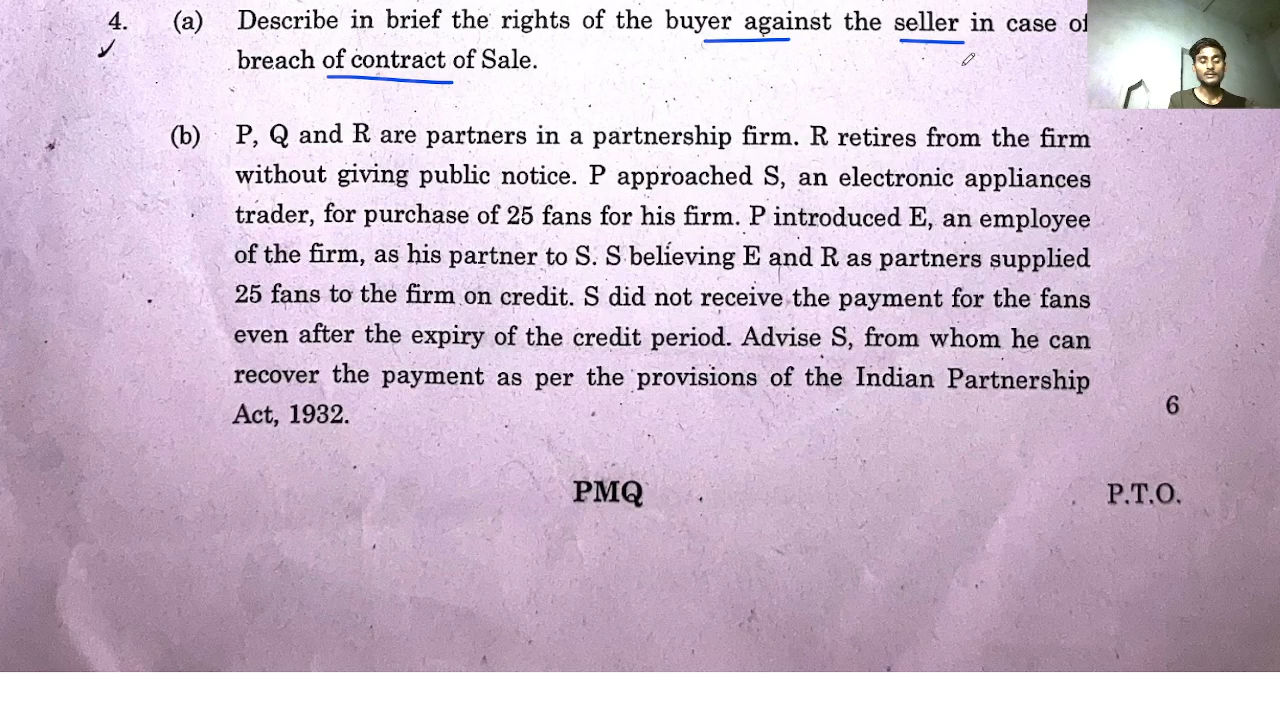 4. (a) Describe in brief the rights of the buyer against the seller in case of
breach of contract of Sale.
(b) P, Q and R are partners in a partnership firm. R retires from the firm
without giving public notice. P approached S, an electronic appliances
trader, for purchase of 25 fans for his firm. P introduced E, an employee
of the firm, as his partner to S. S believing E and R as partners supplied
25 fans to the firm on credit. S did not receive the payment for the fans
even after the expiry of the credit period. Advise S, from whom he can
recover the payment as per the provisions of the Indian Partnership
Act, 1932.
6
PMQ
P.T.O.